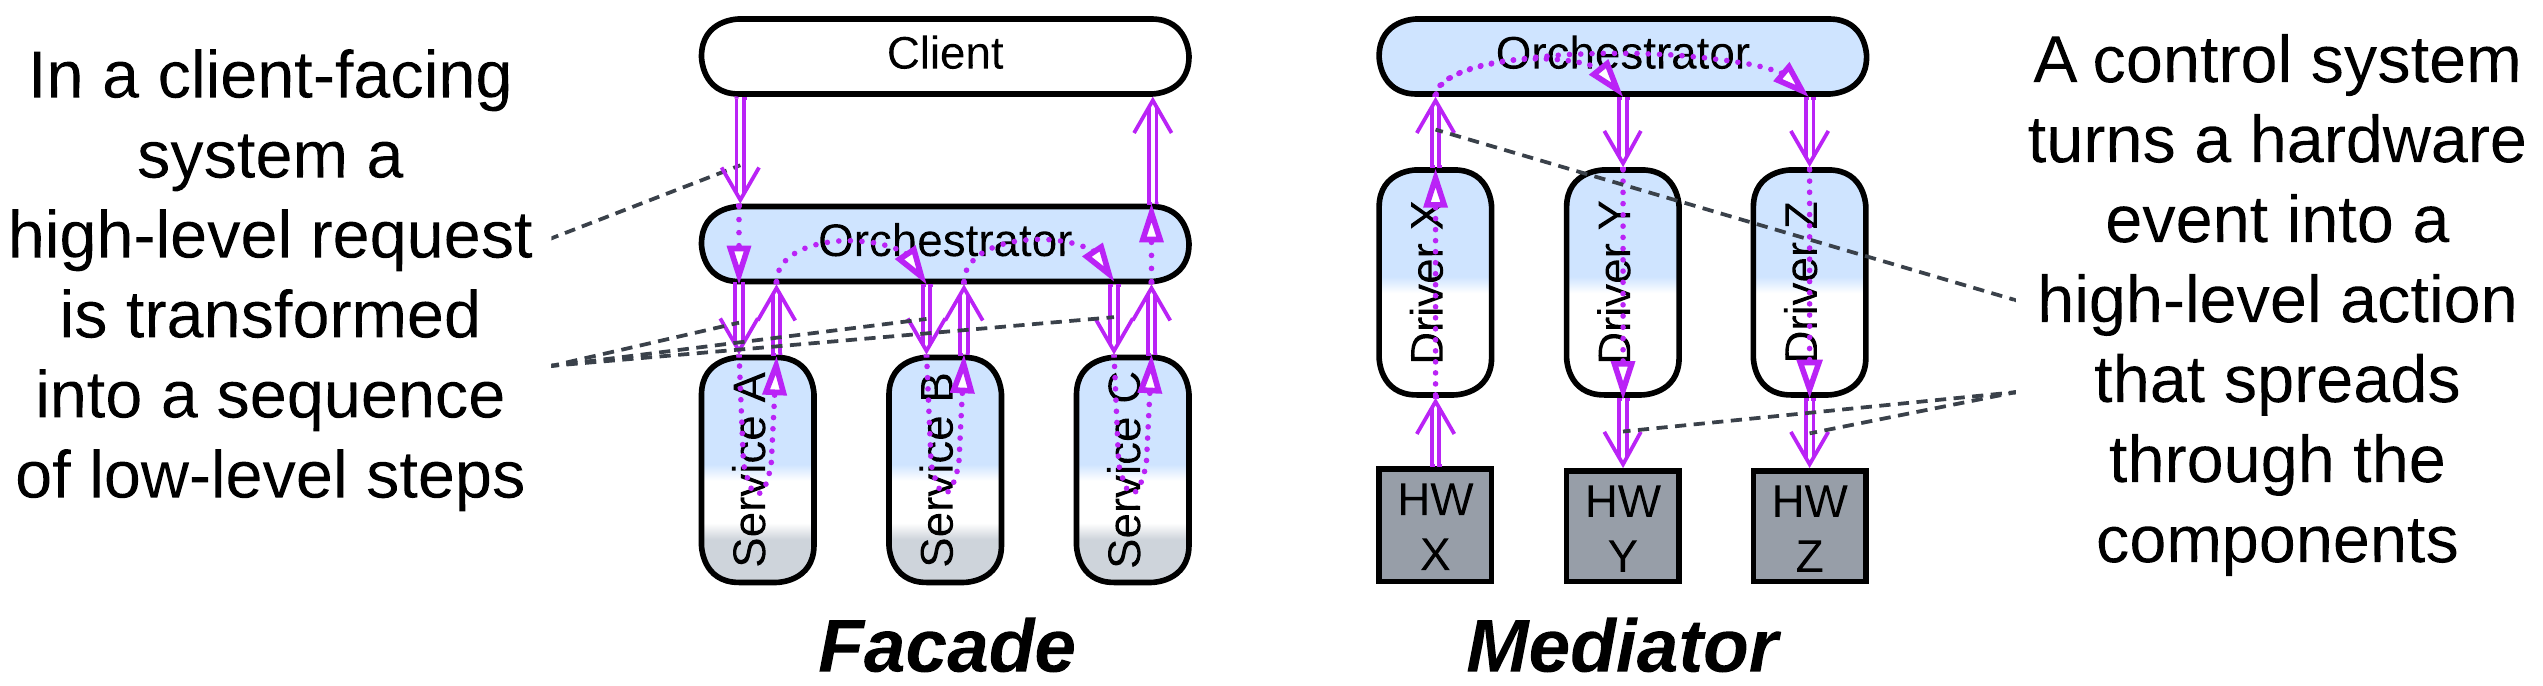 In a client-facing
system a
high-level request
is transformed
into a sequence
of low-level steps
Client
Orchestrator
Service A
Service B
Service C
Facade
Orchestrator
Driver X
Driver Y
Driver Z
HW
X
HW
Y
HW
Z
Mediator
A control system
turns a hardware
event into a
high-level action
that spreads
through the
components